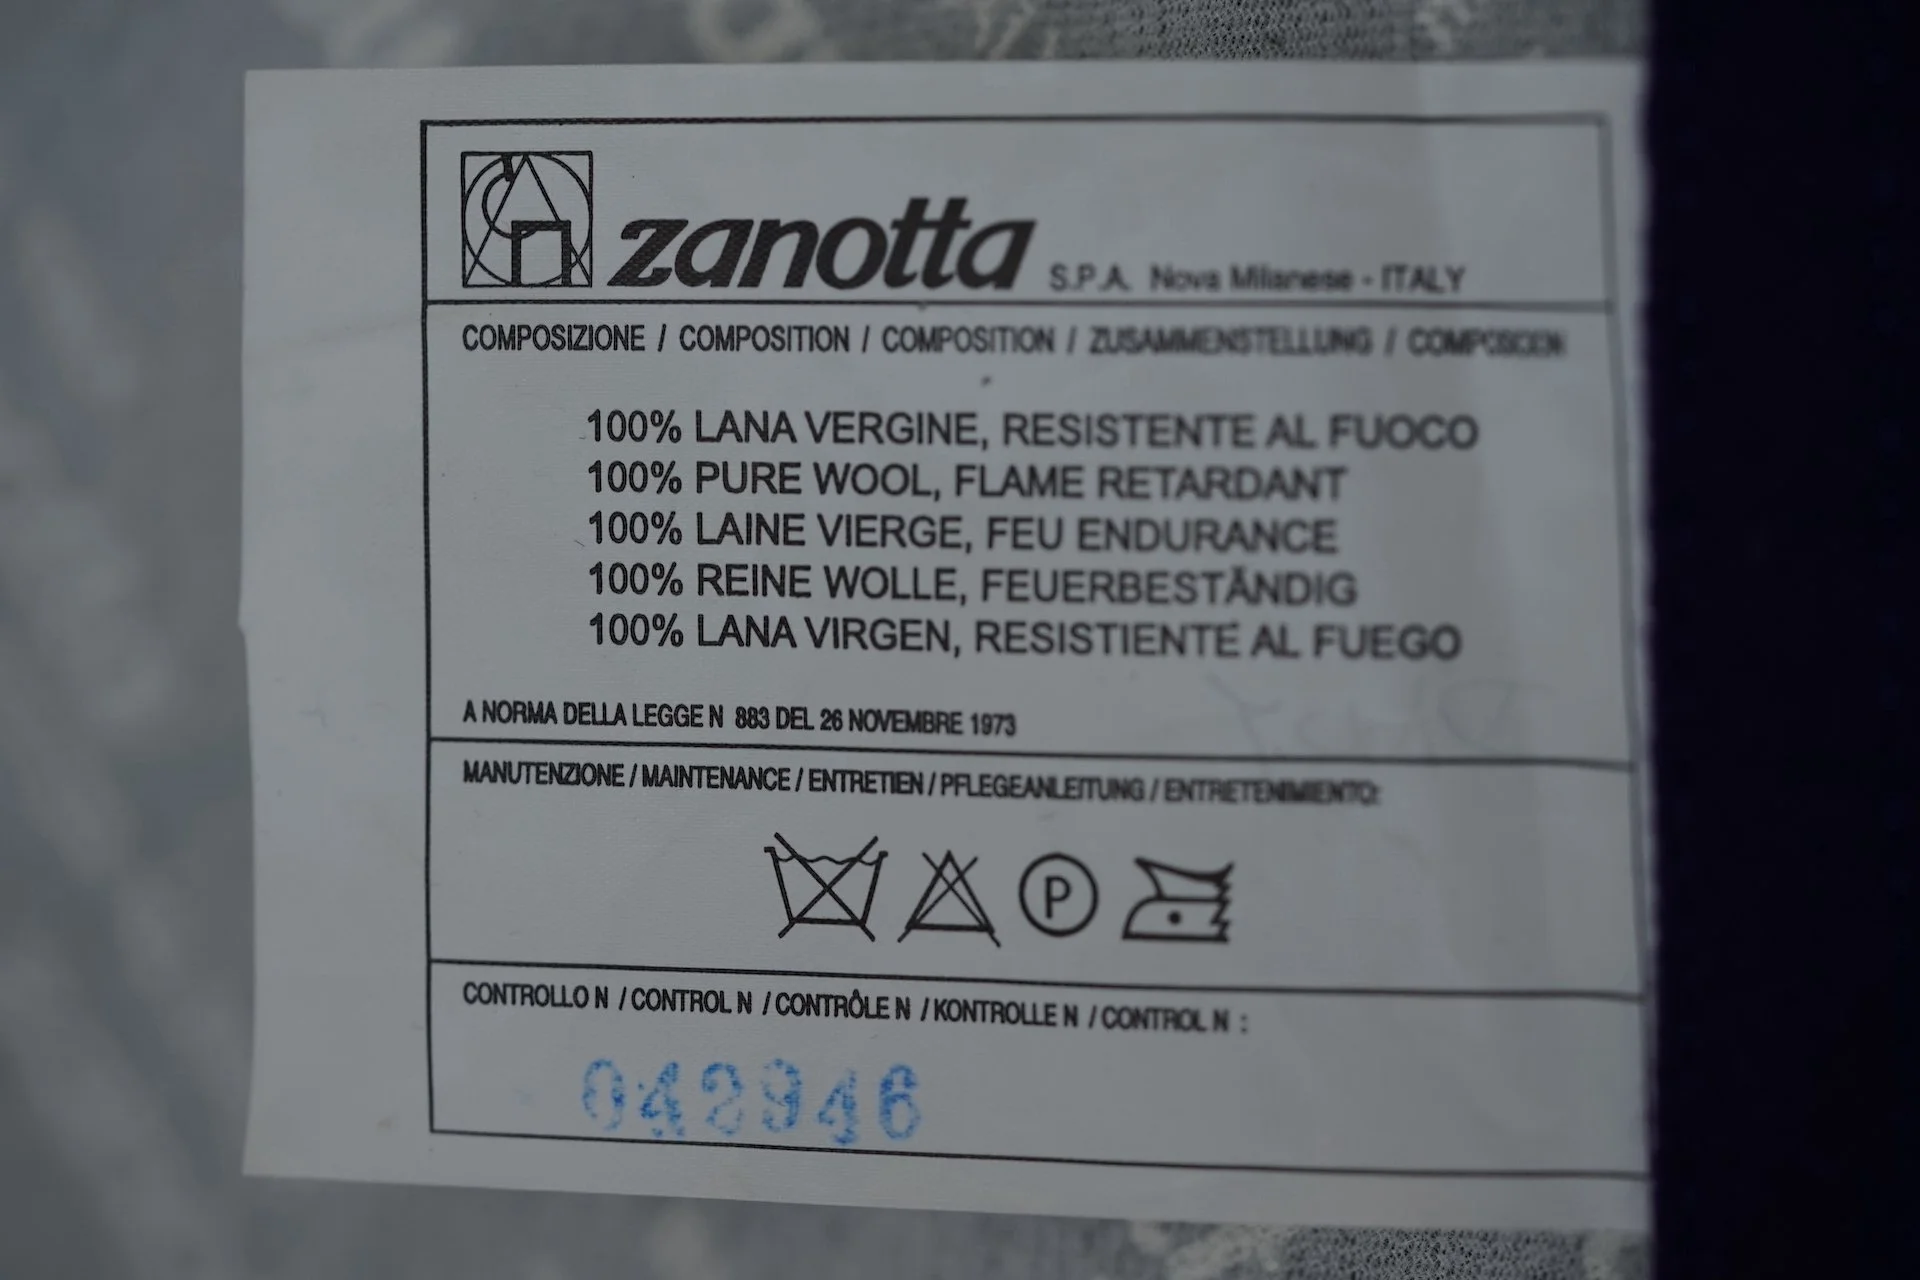 zanotta S.P.A. Nova Milanese - ITALY
COMPOSIZIONE / COMPOSITION / COMPOSITION / ZUSAMMENSTELLUNG / COMPOSICIEN
100% LANA VERGINE, RESISTENTE AL FUOCO
100% PURE WOOL, FLAME RETARDANT
100% LAINE VIERGE, FEU ENDURANCE
100% REINE WOLLE, FEUERBESTÄNDIG
100% LANA VIRGEN, RESISTIENTE AL FUEGO
A NORMA DELLA LEGGE N 883 DEL 26 NOVEMBRE 1973
MANUTENZIONE / MAINTENANCE / ENTRETIEN / PFLEGEANLEITUNG / ENTRETENIMIENTO:
P
CONTROLLO N / CONTROL N / CONTRÔLE N / KONTROLLE N / CONTROL N :
042946